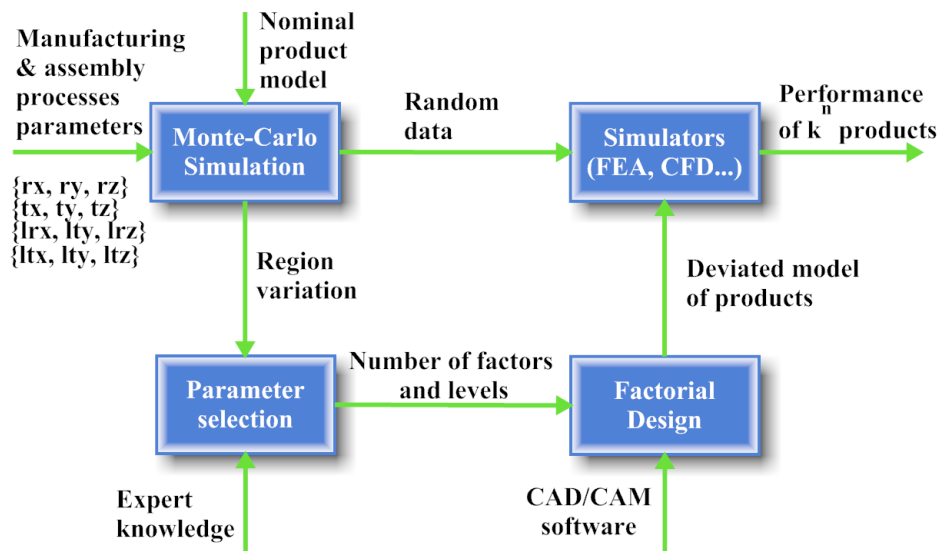 Manufacturing
& assembly
processes
parameters
Nominal
product
model
Monte-Carlo
Simulation
Random
data
Simulators
(FEA, CFD...)
Performance
of kⁿ products
{rx, ry, rz}
{tx, ty, tz}
{lrx, lty, lrz}
{ltx, lty, ltz}
Region
variation
Deviated model
of products
Parameter
selection
Number of factors
and levels
Factorial
Design
Expert
knowledge
CAD/CAM
software